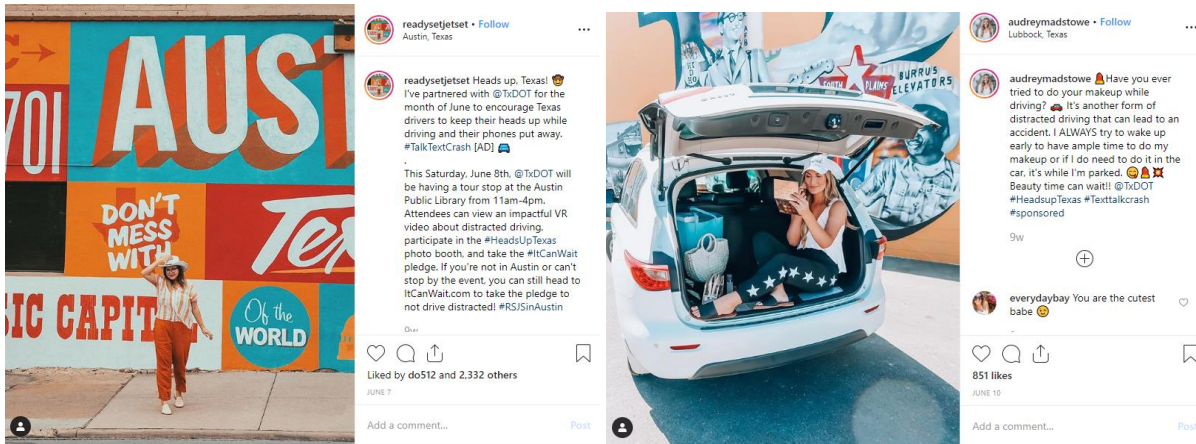 AUST
701
DON'T
MESS
WITH
Tex
IC CAPIT
Of the
WORLD
readysetjetset • Follow
Austin, Texas
readysetjetset Heads up, Texas! 🤠
I've partnered with @TxDOT for the
month of June to encourage Texas
drivers to keep their heads up while
driving and their phones put away.
#TalkTextCrash [AD] 🚘
.
This Saturday, June 8th, @TxDOT will
be having a tour stop at the Austin
Public Library from 11am-4pm.
Attendees can view an impactful VR
video about distracted driving,
participate in the #HeadsUpTexas
photo booth, and take the #ItCanWait
pledge. If you're not in Austin or can't
stop by the event, you can still head to
ItCanWait.com to take the pledge to
not drive distracted! #RSJSinAustin
9w
Liked by do512 and 2,332 others
JUNE 7
Add a comment... Post
SOUTH PLAINS
BURRUS
ELEVATORS
audreymadstowe • Follow
Lubbock, Texas
audreymadstowe 💄Have you ever
tried to do your makeup while
driving? 🚗 It's another form of
distracted driving that can lead to an
accident. I ALWAYS try to wake up
early to have ample time to do my
makeup or if I do need to do it in the
car, it's while I'm parked. 😋💄💥
Beauty time can wait!! @TxDOT
#HeadsupTexas #Texttalkcrash
#sponsored
9w
everydaybay You are the cutest
babe 😉
851 likes
JUNE 10
Add a comment... Post